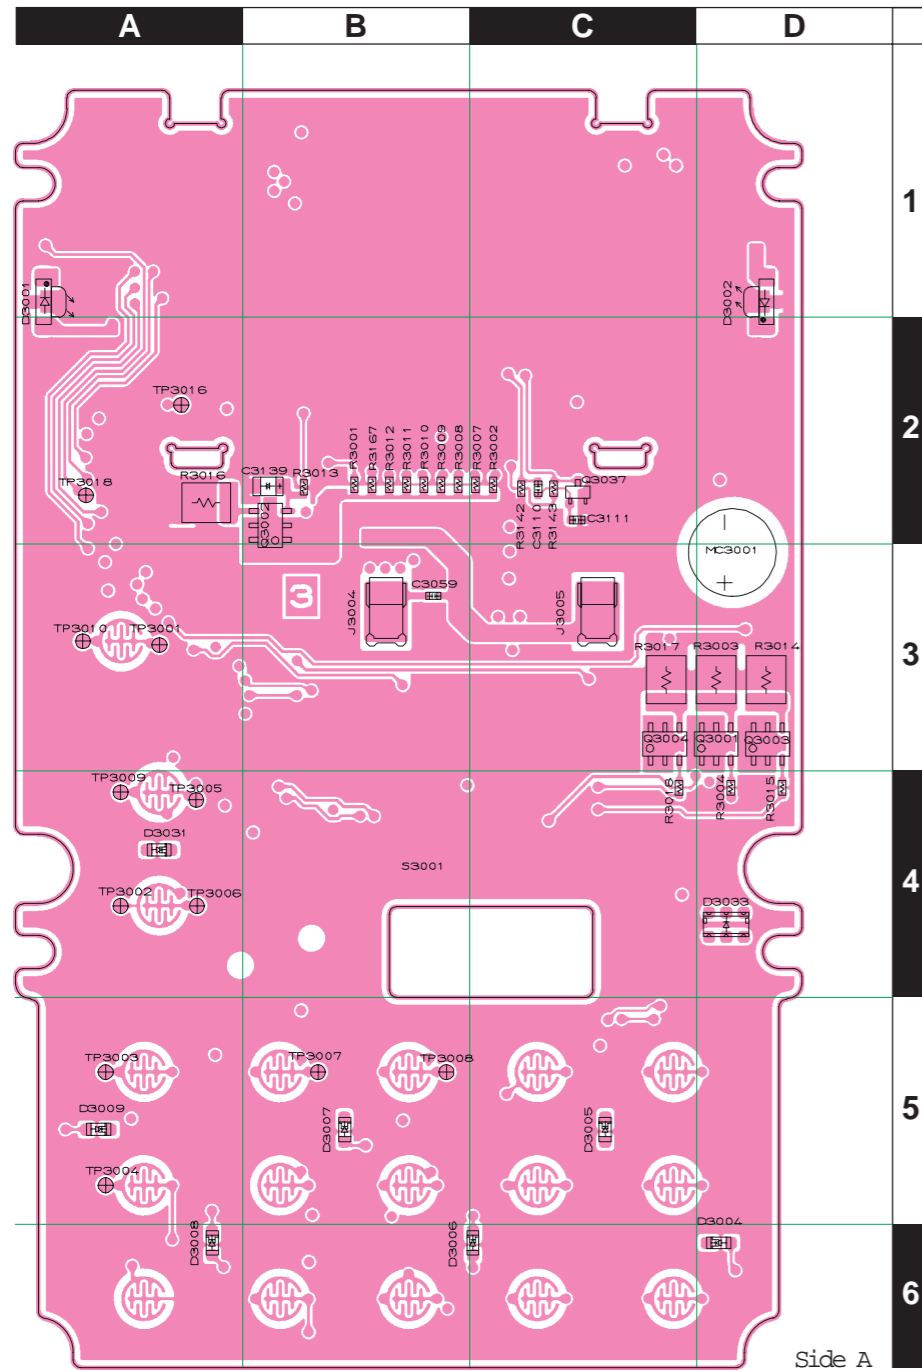 A B C D
1
D3001
D3002
2
TP3016
R3001
R3167
R3012
R3011
R3010
R3009
R3008
R3007
R3002
TP3018
R3016
C3139
R3013
Q3037
Q3002
R3142
C3110
R3143
C3111
MC3001
3
3
J3004
C3059
J3005
TP3010
TP3001
R3017
R3003
R3014
Q3004
Q3001
Q3003
TP3009
TP3005
R3018
R3004
R3015
D3031
S3001
4
TP3002
TP3006
D3033
TP3003
TP3007
TP3008
D3009
D3007
D3005
5
TP3004
D3008
D3006
D3004
6
Side A